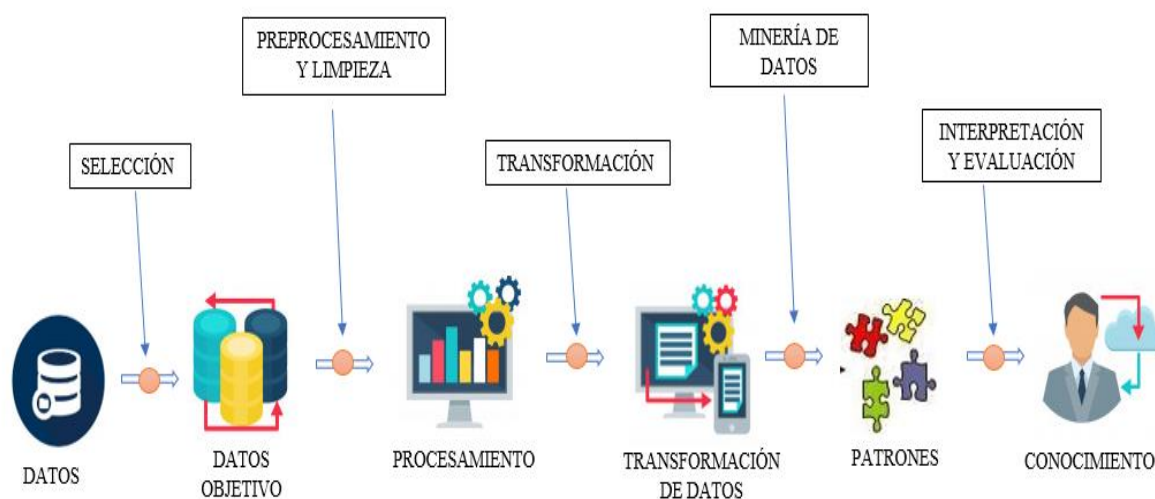 PREPROCESAMIENTO
Y LIMPIEZA
MINERÍA DE
DATOS
SELECCIÓN
TRANSFORMACIÓN
INTERPRETACIÓN
Y EVALUACIÓN
DATOS
DATOS
OBJETIVO
PROCESAMIENTO
TRANSFORMACIÓN
DE DATOS
PATRONES
CONOCIMIENTO